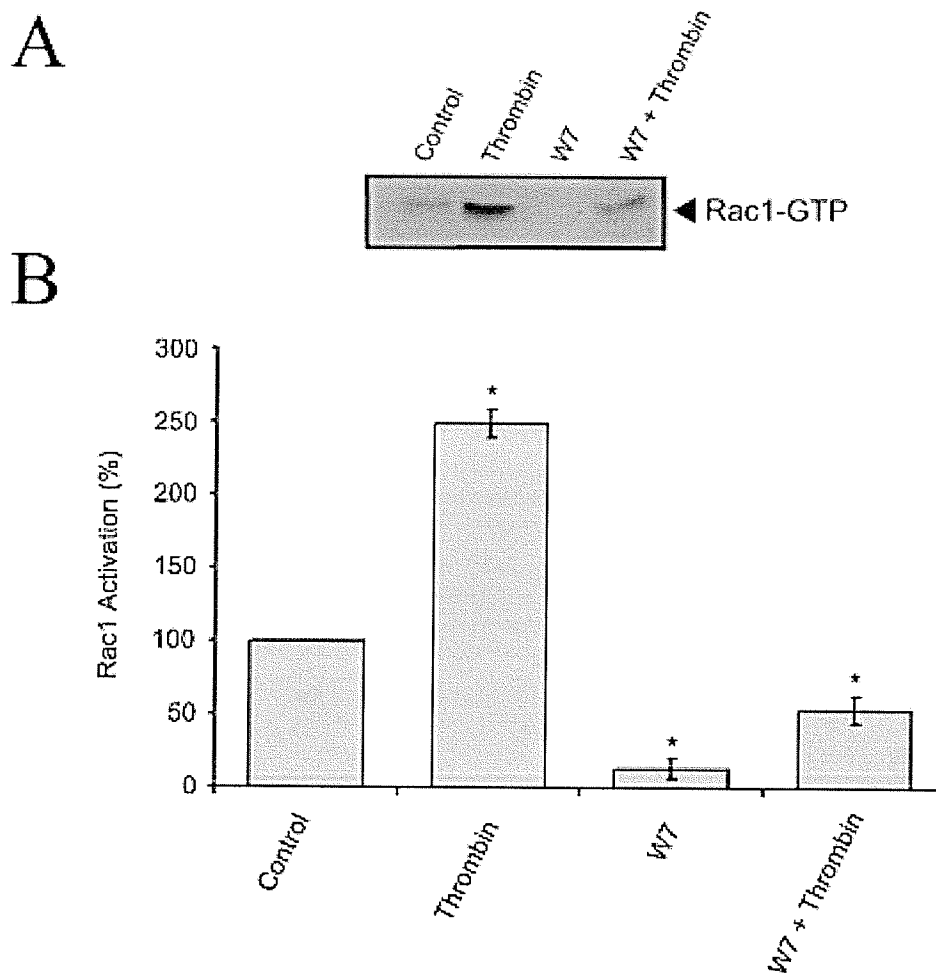 A
Control
Thrombin
W7
W7 + Thrombin
Rac1-GTP
B
Rac1 Activation (%)
300
250
200
150
100
50
0
*
*
*
Control
Thrombin
W7
W7 + Thrombin